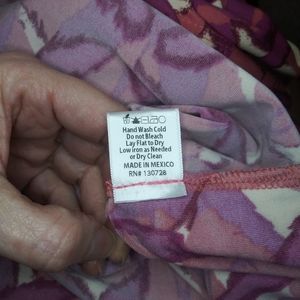 Hand Wash Cold
Do not Bleach
Lay Flat to Dry
Low iron as Needed
or Dry Clean
MADE IN MEXICO
RN# 130728